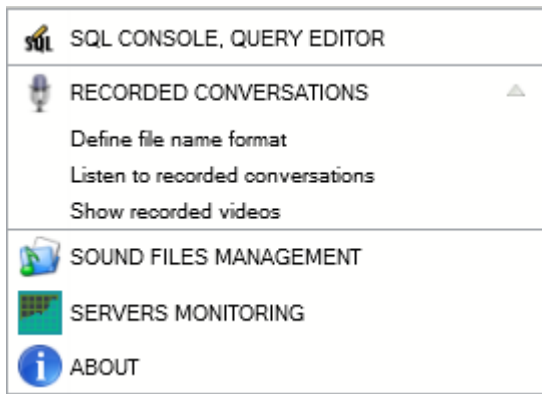 SQL SQL CONSOLE, QUERY EDITOR
RECORDED CONVERSATIONS
Define file name format
Listen to recorded conversations
Show recorded videos
SOUND FILES MANAGEMENT
SERVERS MONITORING
i ABOUT